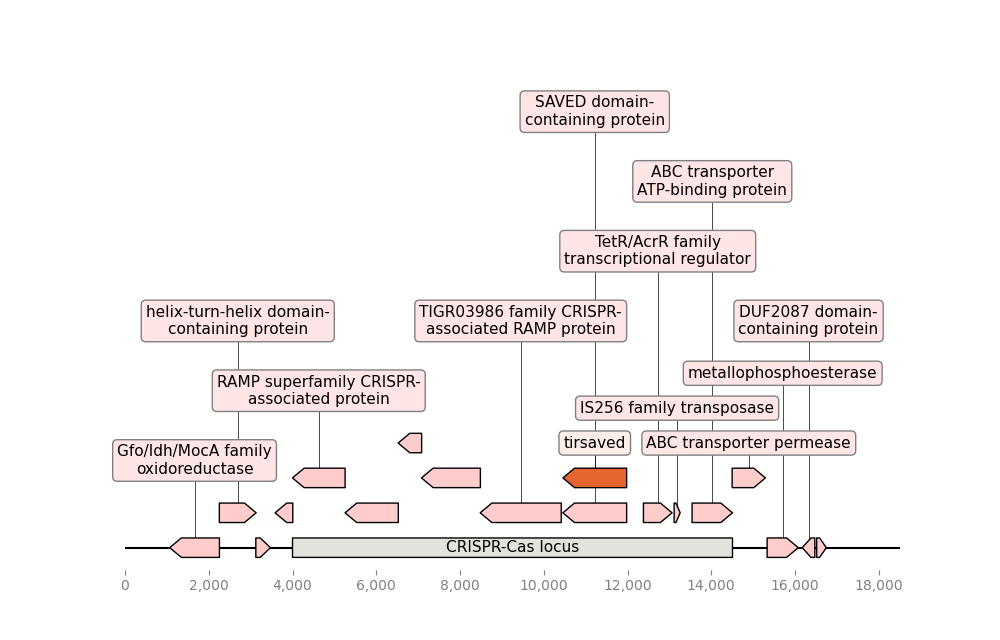 SAVED domain-
containing protein
ABC transporter
ATP-binding protein
TetR/AcrR family
transcriptional regulator
helix-turn-helix domain-
containing protein
TIGR03986 family CRISPR-
associated RAMP protein
DUF2087 domain-
containing protein
metallophosphoesterase
RAMP superfamily CRISPR-
associated protein
IS256 family transposase
Gfo/Idh/MocA family
oxidoreductase
tirsaved
ABC transporter permease
CRISPR-Cas locus
0 2,000 4,000 6,000 8,000 10,000 12,000 14,000 16,000 18,000